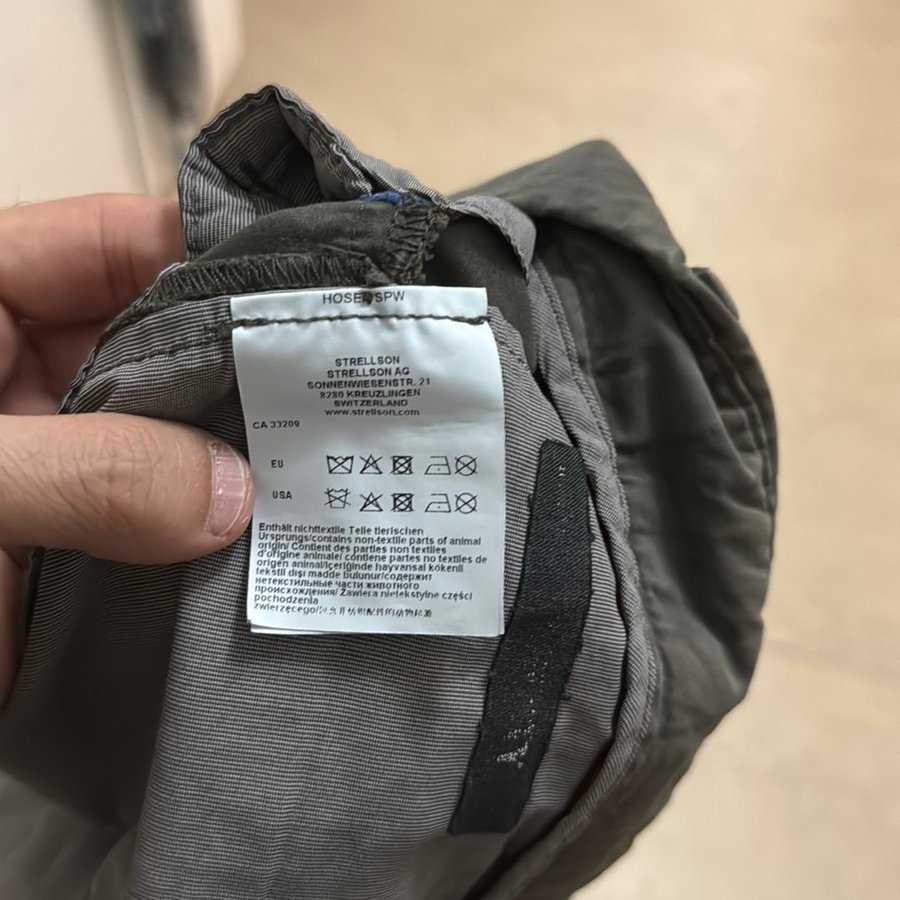 HOSE/SPW
STRELLSON
STRELLSON AG
SONNENWIESENSTR. 21
8280 KREUZLINGEN
SWITZERLAND
www.strellson.com
CA 33209
EU
USA
Enthält nichttextile Teile tierischen
Ursprungs/contains non-textile parts of animal
origin/ Contient des parties non textiles
d'origine animale/ contiene partes no textiles de
origen animal/içeriğinde hayvansal kökenli
tekstil dışı madde bulunur/содержит
нетекстильные части животного
происхождения/ Zawiera nietekstylne części
pochodzenia
zwierzęcego/